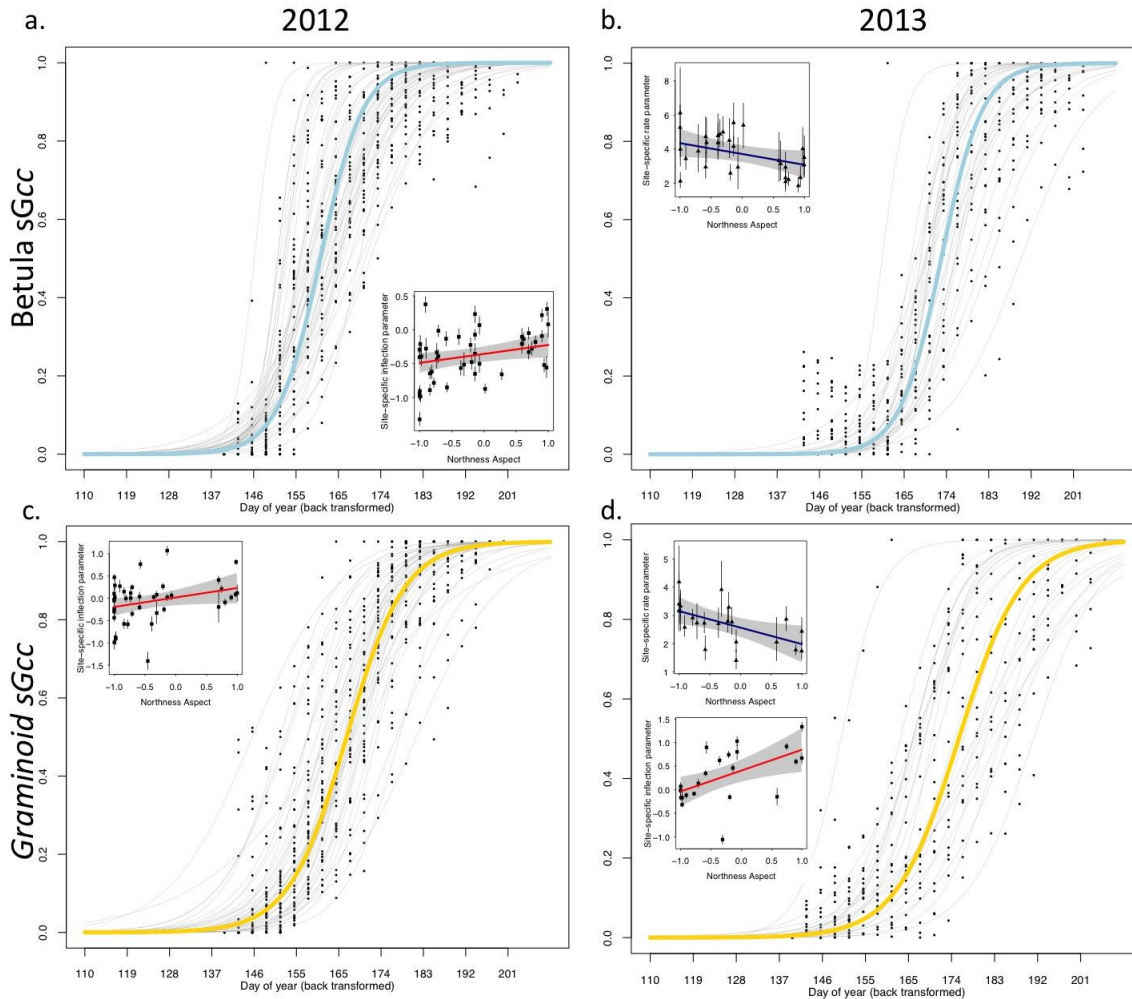 a.
2012
b.
2013
Betula sGcc
1.0
0.8
0.6
0.4
0.2
0.0
110 119 128 137 146 155 165 174 183 192 201
Day of year (back transformed)
Site−specific inflection parameter
0.5
0.0
−0.5
−1.0
−1.0 −0.5 0.0 0.5 1.0
Northness Aspect
1.0
0.8
0.6
0.4
0.2
0.0
110 119 128 137 146 155 165 174 183 192 201
Day of year (back transformed)
Site−specific rate parameter
8
6
4
2
−1.0 −0.5 0.0 0.5 1.0
Northness Aspect
c.
d.
Graminoid sGcc
1.0
0.8
0.6
0.4
0.2
0.0
110 119 128 137 146 155 165 174 183 192 201
Day of year (back transformed)
Site−specific inflection parameter
1.0
0.5
0.0
−0.5
−1.0
−1.5
−1.0 −0.5 0.0 0.5 1.0
Northness Aspect
1.0
0.8
0.6
0.4
0.2
0.0
110 119 128 137 146 155 165 174 183 192 201
Day of year (back transformed)
Site−specific rate parameter
6
5
4
3
2
1
−1.0 −0.5 0.0 0.5 1.0
Northness Aspect
Site−specific inflection parameter
1.5
1.0
0.5
0.0
−1.0
−1.0 −0.5 0.0 0.5 1.0
Northness Aspect